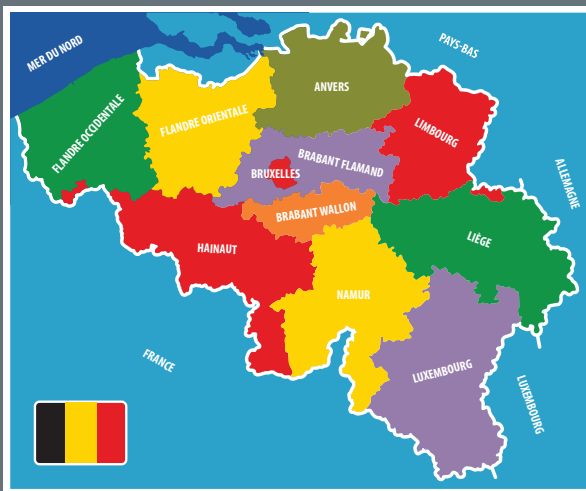 MER DU NORD
PAYS-BAS
ANVERS
FLANDRE ORIENTALE
FLANDRE OCCIDENTALE
LIMBOURG
BRABANT FLAMAND
BRUXELLES
ALLEMAGNE
BRABANT WALLON
HAINAUT
LIÈGE
NAMUR
FRANCE
LUXEMBOURG
LUXEMBOURG